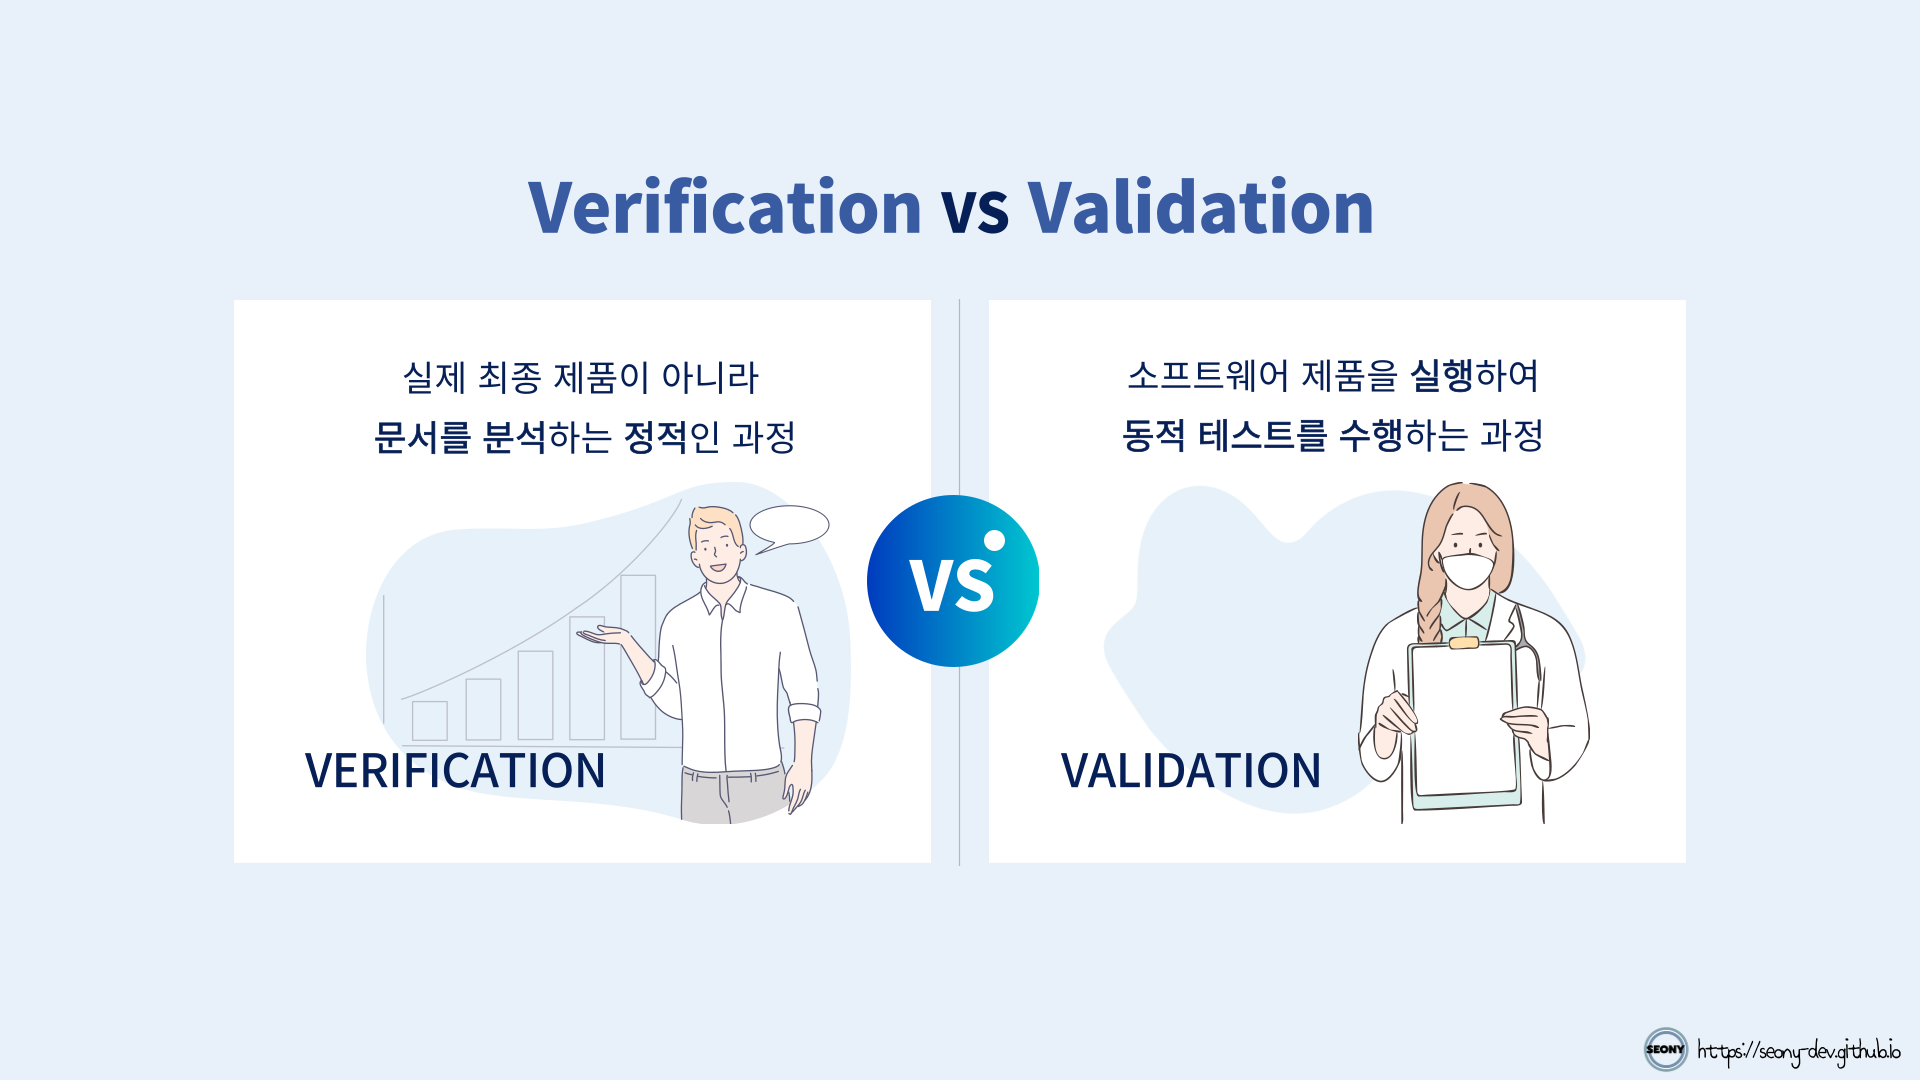 Verification VS Validation
실제 최종 제품이 아니라
문서를 분석하는 정적인 과정
VERIFICATION
VS
소프트웨어 제품을 실행하여
동적 테스트를 수행하는 과정
VALIDATION
SEONY
https://seony-dev.github.io